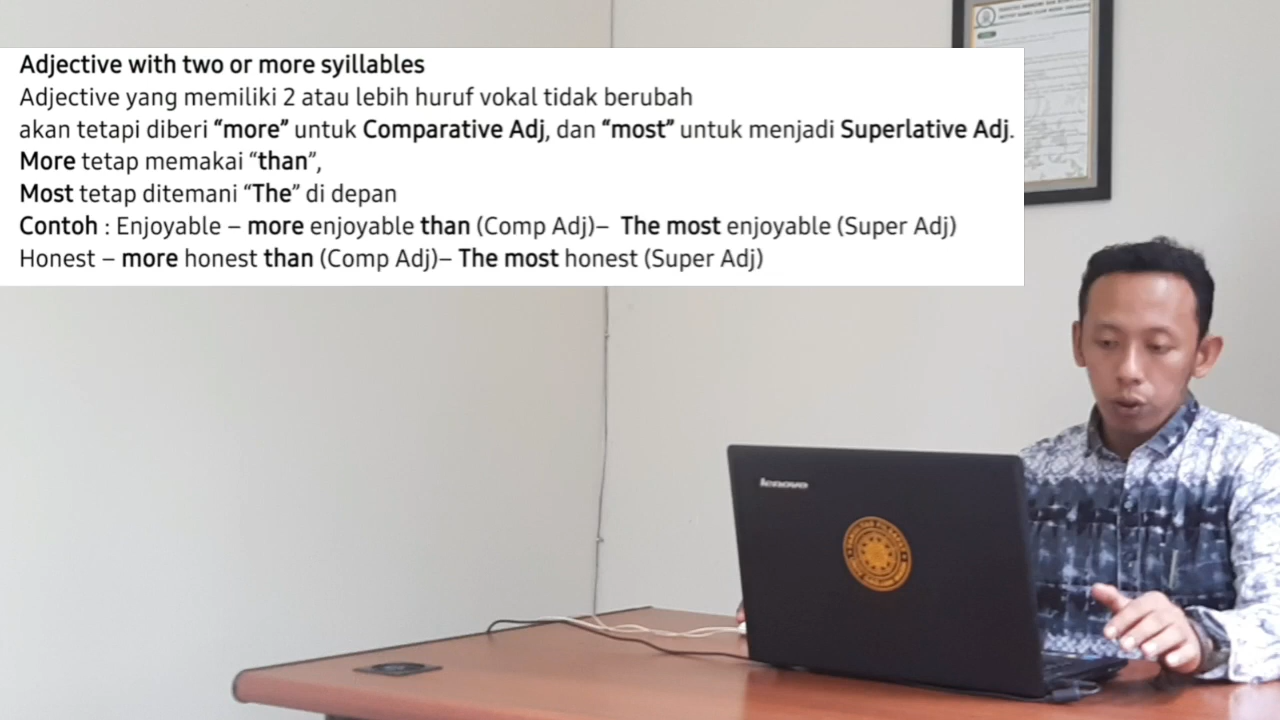 Adjective with two or more syillables
Adjective yang memiliki 2 atau lebih huruf vokal tidak berubah
akan tetapi diberi “more” untuk Comparative Adj, dan “most” untuk menjadi Superlative Adj.
More tetap memakai “than”,
Most tetap ditemani “The” di depan
Contoh : Enjoyable – more enjoyable than (Comp Adj)– The most enjoyable (Super Adj)
Honest – more honest than (Comp Adj)– The most honest (Super Adj)
lenovo